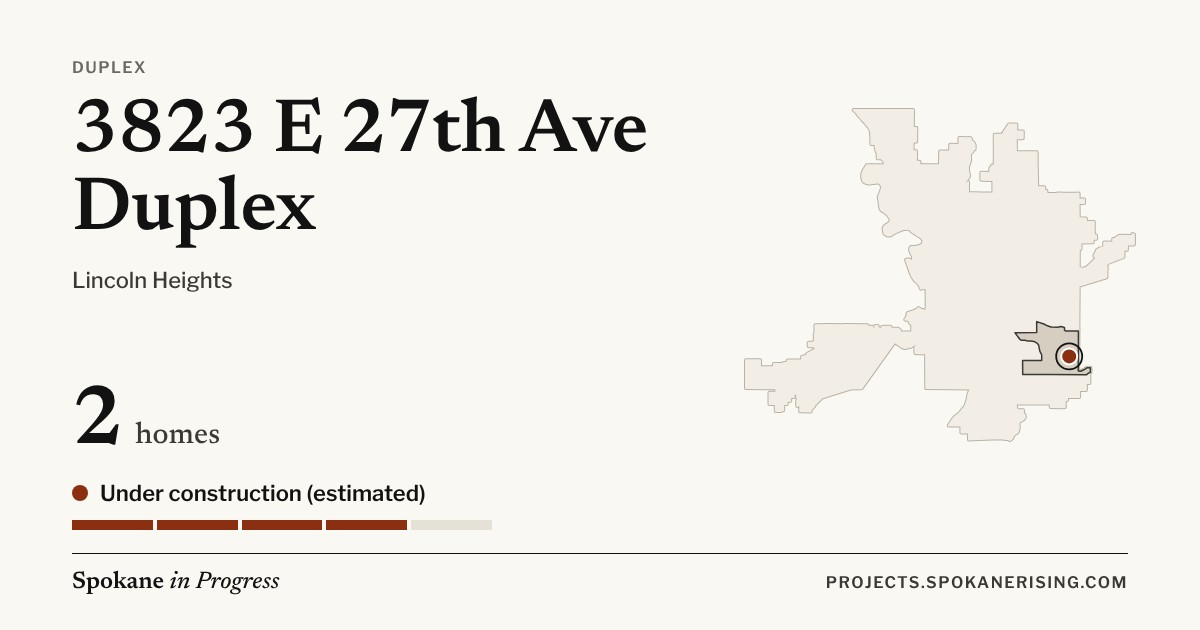 DUPLEX
3823 E 27th Ave
Duplex
Lincoln Heights
2 homes
Under construction (estimated)
Spokane in Progress
PROJECTS.SPOKANERISING.COM